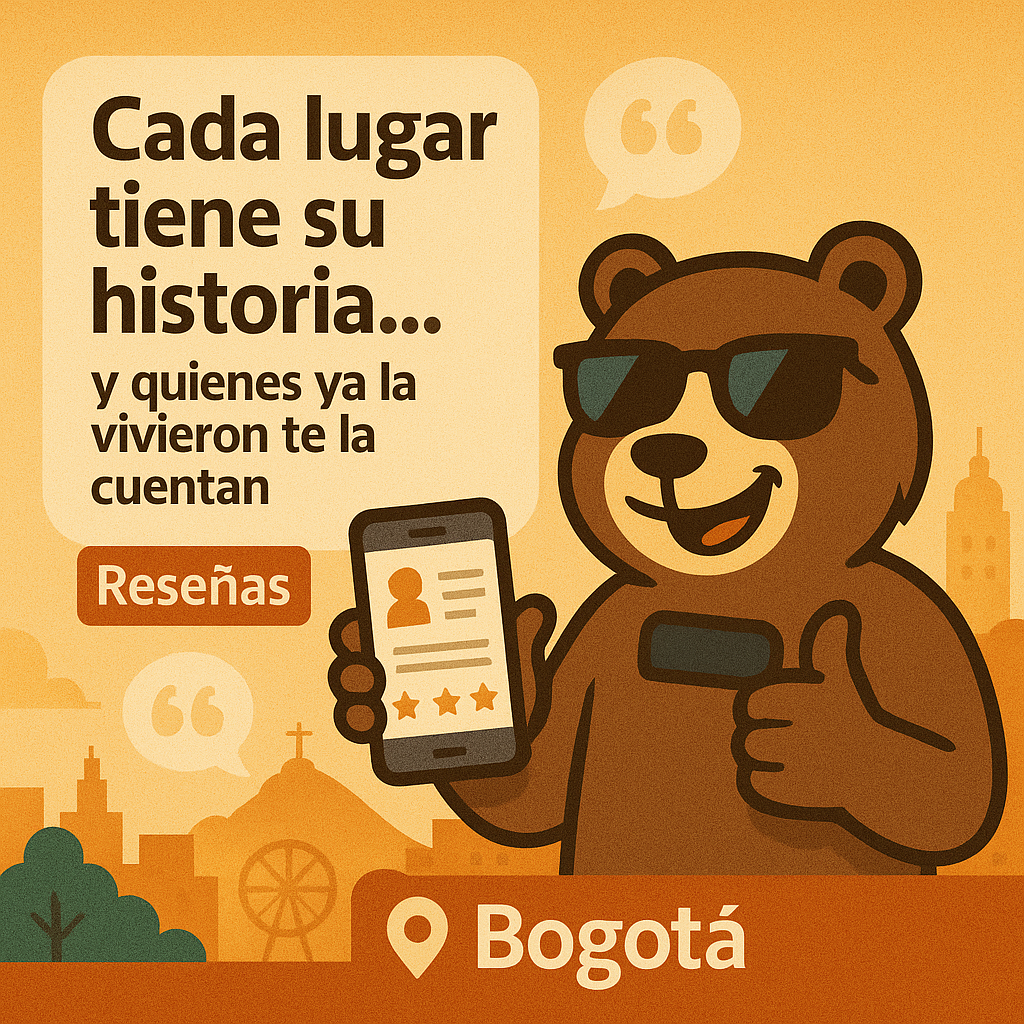 Cada lugar
tiene su
historia...
y quienes ya la
vivieron te la
cuentan
Reseñas
Bogotá